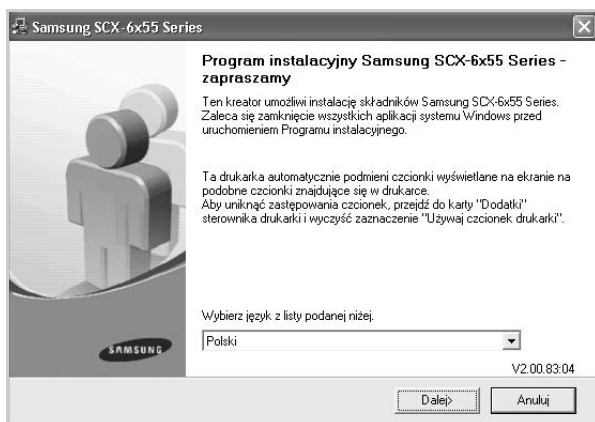 Samsung SCX-6x55 Series
Program instalacyjny Samsung SCX-6x55 Series -
zapraszamy
Ten kreator umożliwi instalację składników Samsung SCX-6x55 Series.
Zaleca się zamknięcie wszystkich aplikacji systemu Windows przed
uruchomieniem Programu instalacyjnego.
Ta drukarka automatycznie podmieni czcionki wyświetlane na ekranie na
podobne czcionki znajdujące się w drukarce.
Aby uniknąć zastępowania czcionek, przejdź do karty "Dodatki"
sterownika drukarki i wyczyść zaznaczenie "Używaj czcionek drukarki".
Wybierz język z listy podanej niżej.
Polski
SAMSUNG
V2.00.83:04
Dalej>
Anuluj